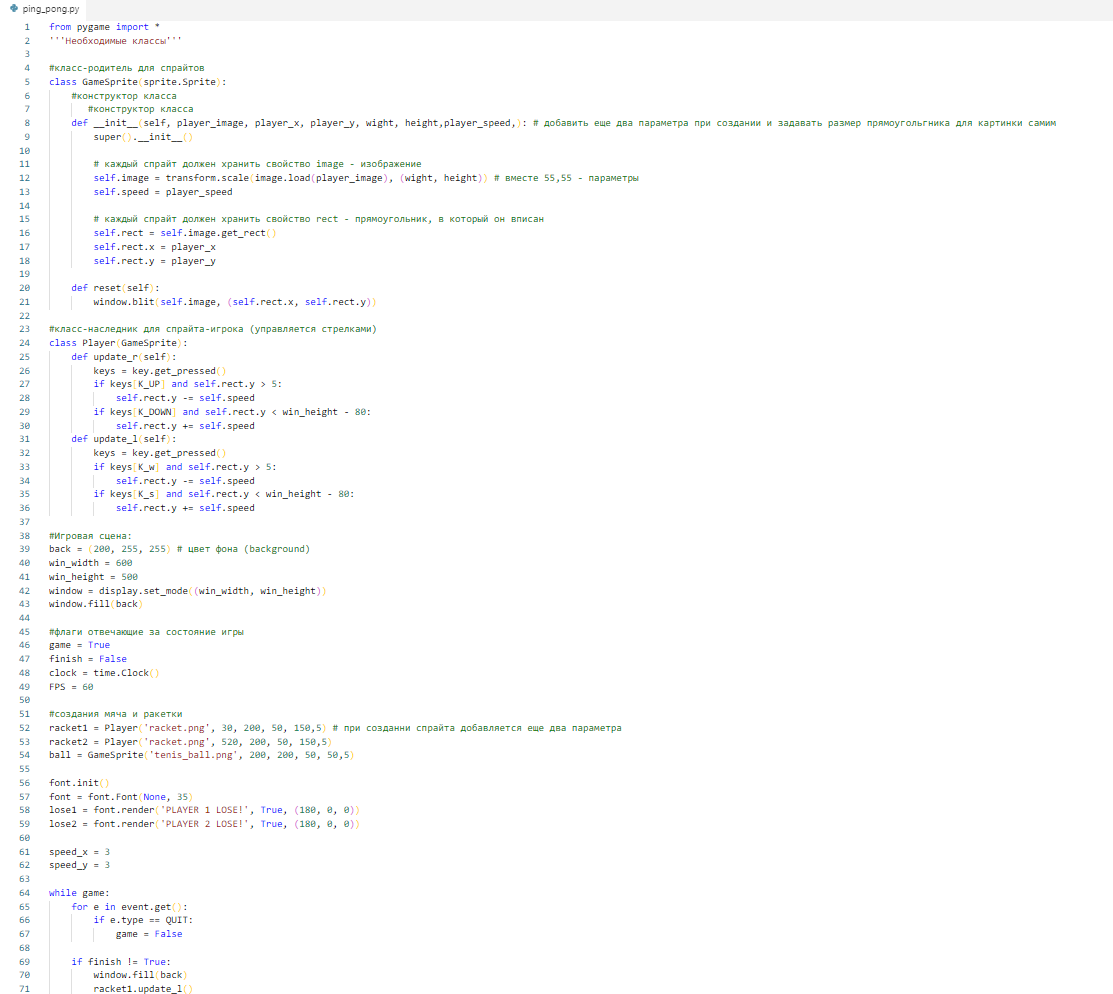 ping_pong.py
1 from pygame import *
2 '''Необходимые классы'''
3
4 #класс-родитель для спрайтов
5 class GameSprite(sprite.Sprite):
6 #конструктор класса
7 #конструктор класса
8 def __init__(self, player_image, player_x, player_y, wight, height,player_speed,): # добавить еще два параметра при создании и задавать размер прямоугольгника для картинки самим
9 super().__init__()
10
11 # каждый спрайт должен хранить свойство image - изображение
12 self.image = transform.scale(image.load(player_image), (wight, height)) # вместе 55,55 - параметры
13 self.speed = player_speed
14
15 # каждый спрайт должен хранить свойство rect - прямоугольник, в который он вписан
16 self.rect = self.image.get_rect()
17 self.rect.x = player_x
18 self.rect.y = player_y
19
20 def reset(self):
21 window.blit(self.image, (self.rect.x, self.rect.y))
22
23 #класс-наследник для спрайта-игрока (управляется стрелками)
24 class Player(GameSprite):
25 def update_r(self):
26 keys = key.get_pressed()
27 if keys[K_UP] and self.rect.y > 5:
28 self.rect.y -= self.speed
29 if keys[K_DOWN] and self.rect.y < win_height - 80:
30 self.rect.y += self.speed
31 def update_l(self):
32 keys = key.get_pressed()
33 if keys[K_w] and self.rect.y > 5:
34 self.rect.y -= self.speed
35 if keys[K_s] and self.rect.y < win_height - 80:
36 self.rect.y += self.speed
37
38 #Игровая сцена:
39 back = (200, 255, 255) # цвет фона (background)
40 win_width = 600
41 win_height = 500
42 window = display.set_mode((win_width, win_height))
43 window.fill(back)
44
45 #флаги отвечающие за состояние игры
46 game = True
47 finish = False
48 clock = time.Clock()
49 FPS = 60
50
51 #создания мяча и ракетки
52 racket1 = Player('racket.png', 30, 200, 50, 150,5) # при созданни спрайта добавляется еще два параметра
53 racket2 = Player('racket.png', 520, 200, 50, 150,5)
54 ball = GameSprite('tenis_ball.png', 200, 200, 50, 50,5)
55
56 font.init()
57 font = font.Font(None, 35)
58 lose1 = font.render('PLAYER 1 LOSE!', True, (180, 0, 0))
59 lose2 = font.render('PLAYER 2 LOSE!', True, (180, 0, 0))
60
61 speed_x = 3
62 speed_y = 3
63
64 while game:
65 for e in event.get():
66 if e.type == QUIT:
67 game = False
68
69 if finish != True:
70 window.fill(back)
71 racket1.update_l()